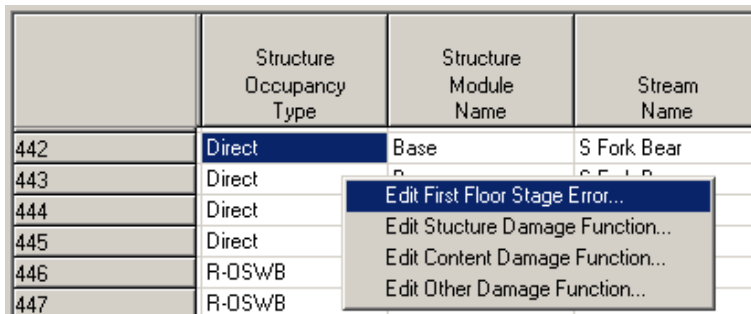 Structure Occupancy Type Structure Module Name Stream Name
442 Direct Base S Fork Bear
443 Direct
Edit First Floor Stage Error...
444 Direct
Edit Stucture Damage Function...
445 Direct
Edit Content Damage Function...
446 R-OSWB
Edit Other Damage Function...
447 R-OSWB